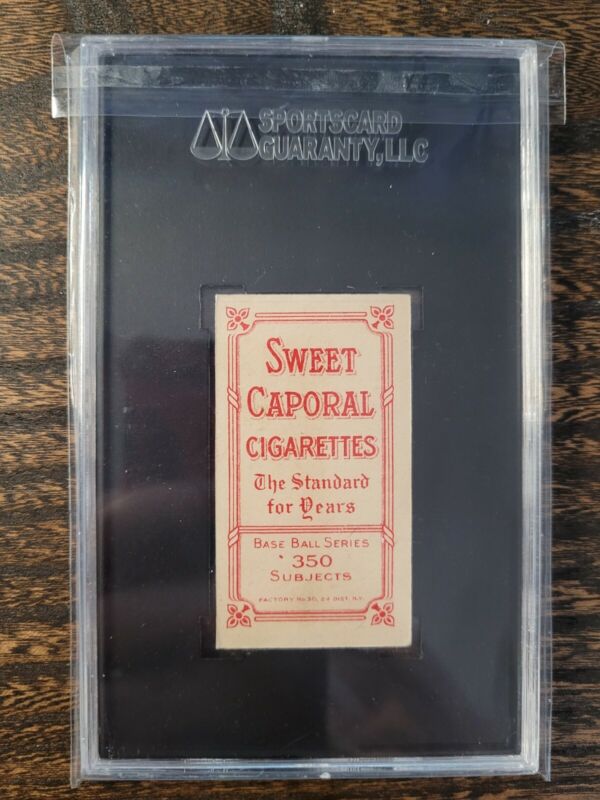 SPORTSCARD
GUARANTY, LLC
SWEET
CAPORAL
CIGARETTES
The Standard
for Years
BASE BALL SERIES
350
SUBJECTS
FACTORY No 30, 2d DIST. N.Y.